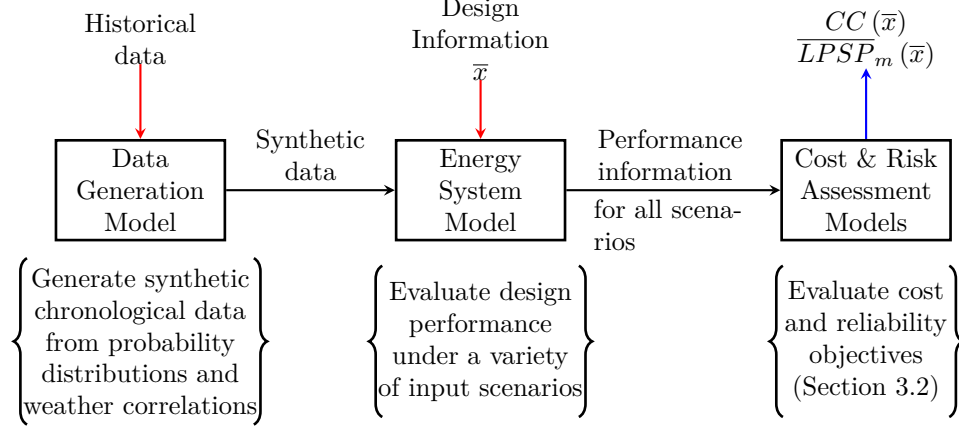 Historical
data
Design
Information
x̅
CC (x̅)
L̅P̅S̅P̅ₘ (x̅)
Data
Generation
Model
Synthetic
data
Energy
System
Model
Performance
information
for all scena-
rios
Cost & Risk
Assessment
Models
Generate synthetic
chronological data
from probability
distributions and
weather correlations
Evaluate design
performance
under a variety
of input scenarios
Evaluate cost
and reliability
objectives
(Section 3.2)